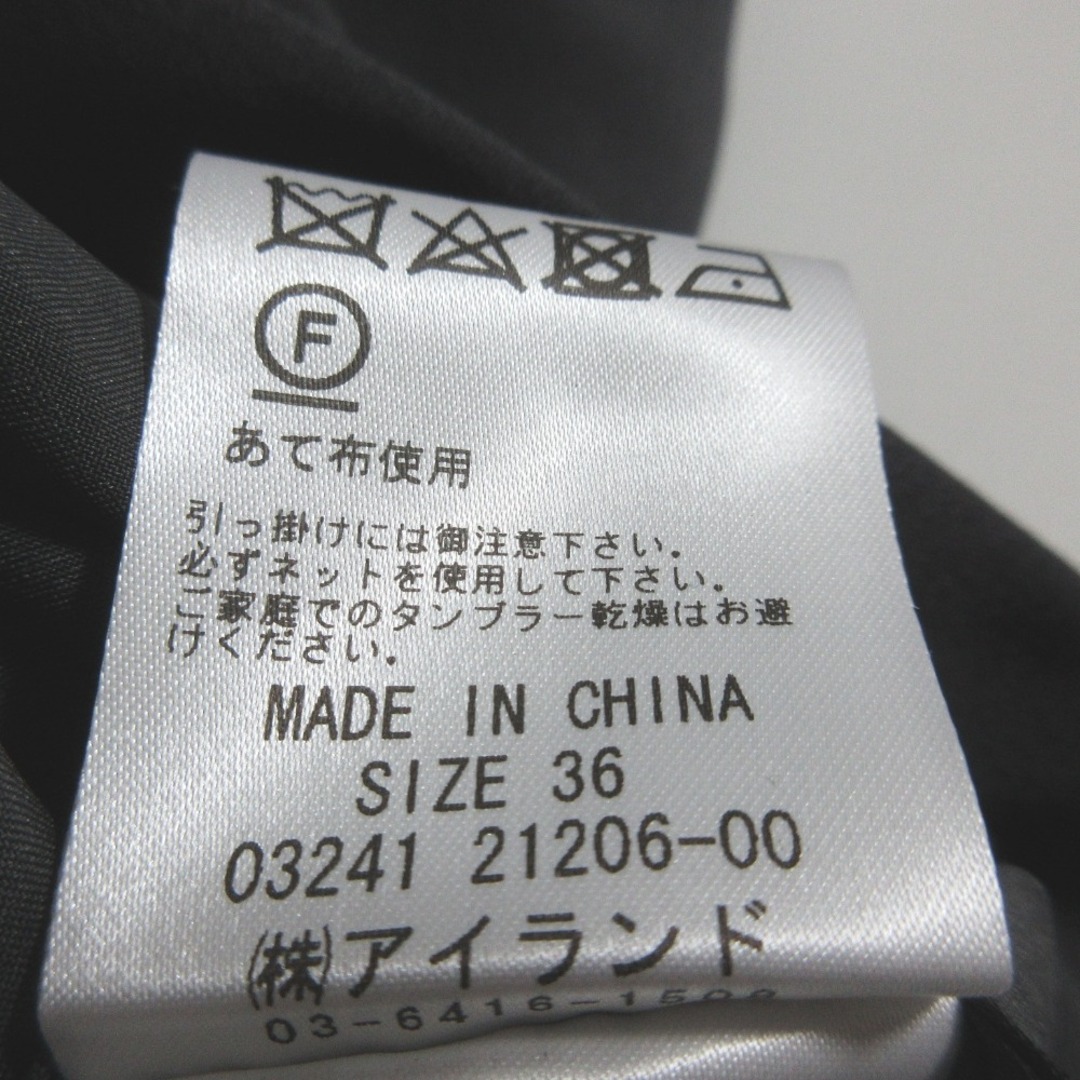 F
あて布使用
引っ掛けには御注意下さい。
必ずネットを使用して下さい。
ご家庭でのタンブラー乾燥はお避
けください。
MADE IN CHINA
SIZE 36
03241 21206-00
(株)アイランド